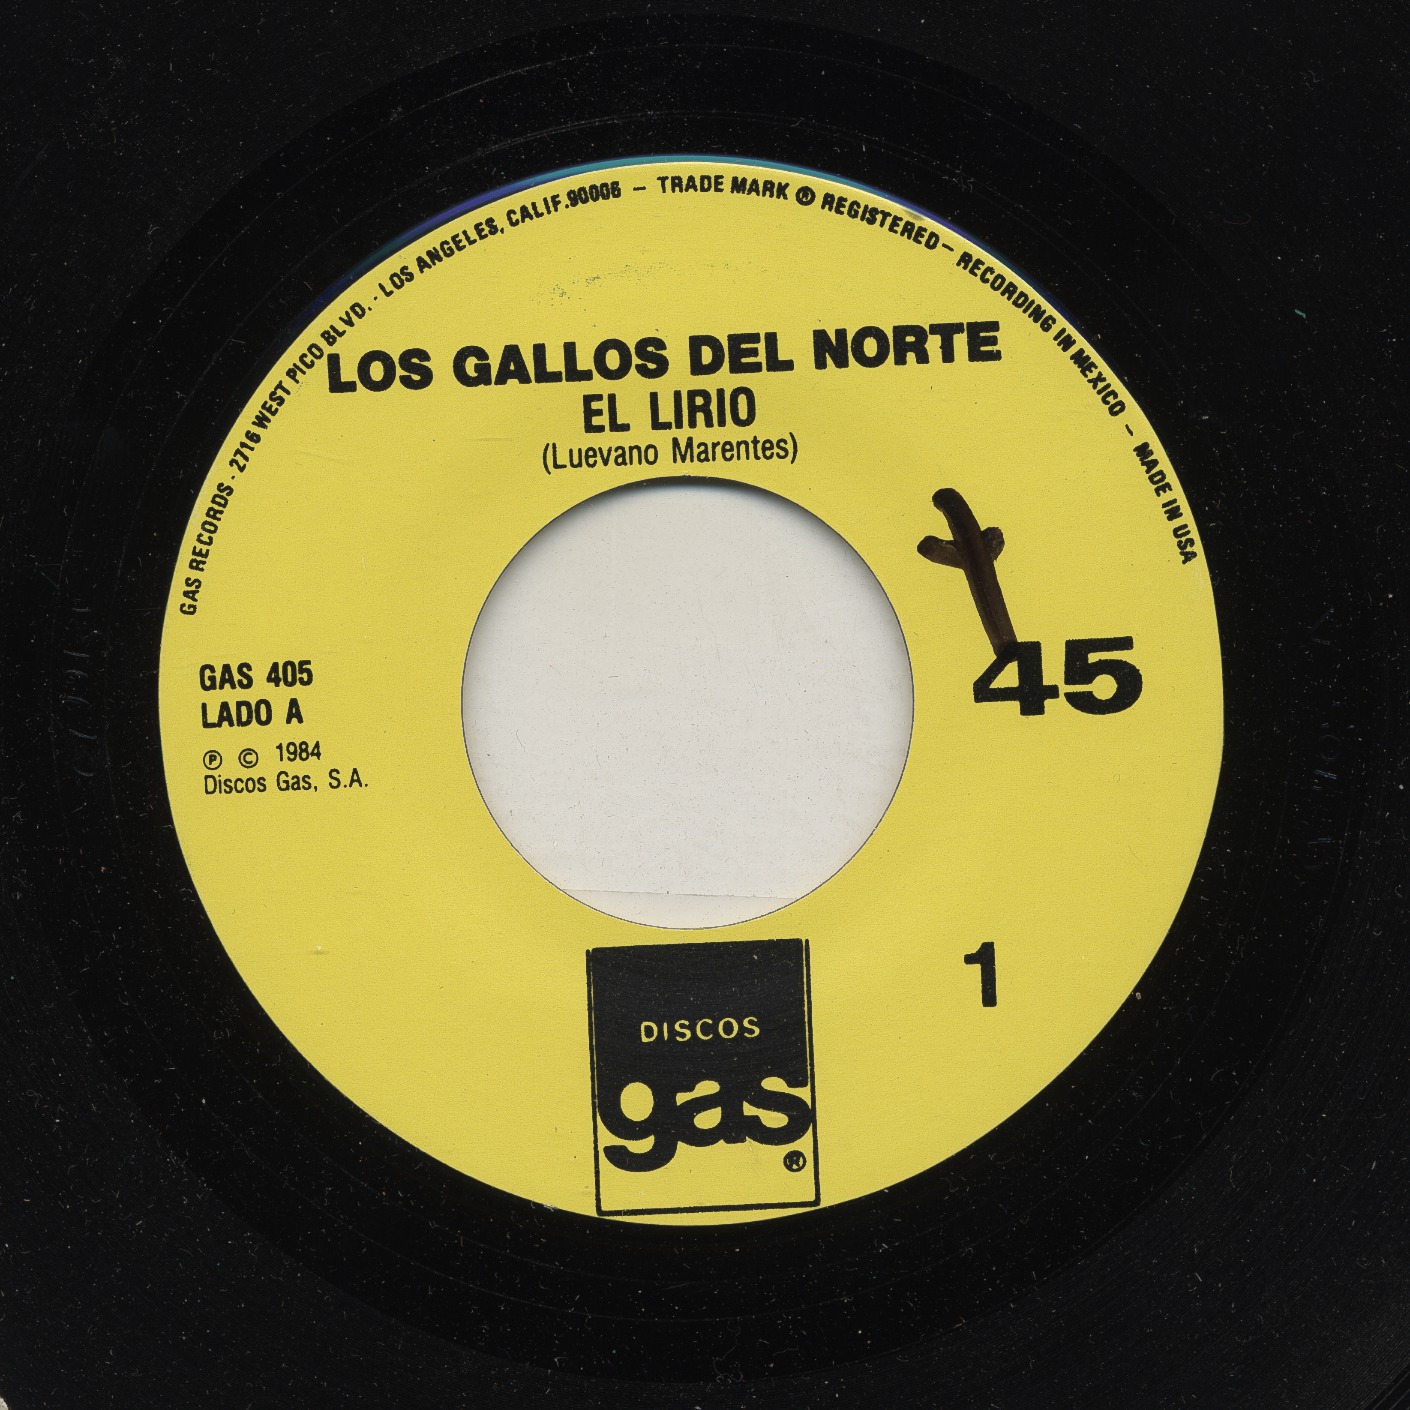 GAS RECORDS - 2716 WEST PICO BLVD. - LOS ANGELES, CALIF. 90006 — TRADE MARK ® REGISTERED — RECORDING IN MEXICO — MADE IN USA
LOS GALLOS DEL NORTE
EL LIRIO
(Luevano Marentes)
GAS 405
LADO A
℗ © 1984
Discos Gas, S.A.
45
1
DISCOS
gas
®